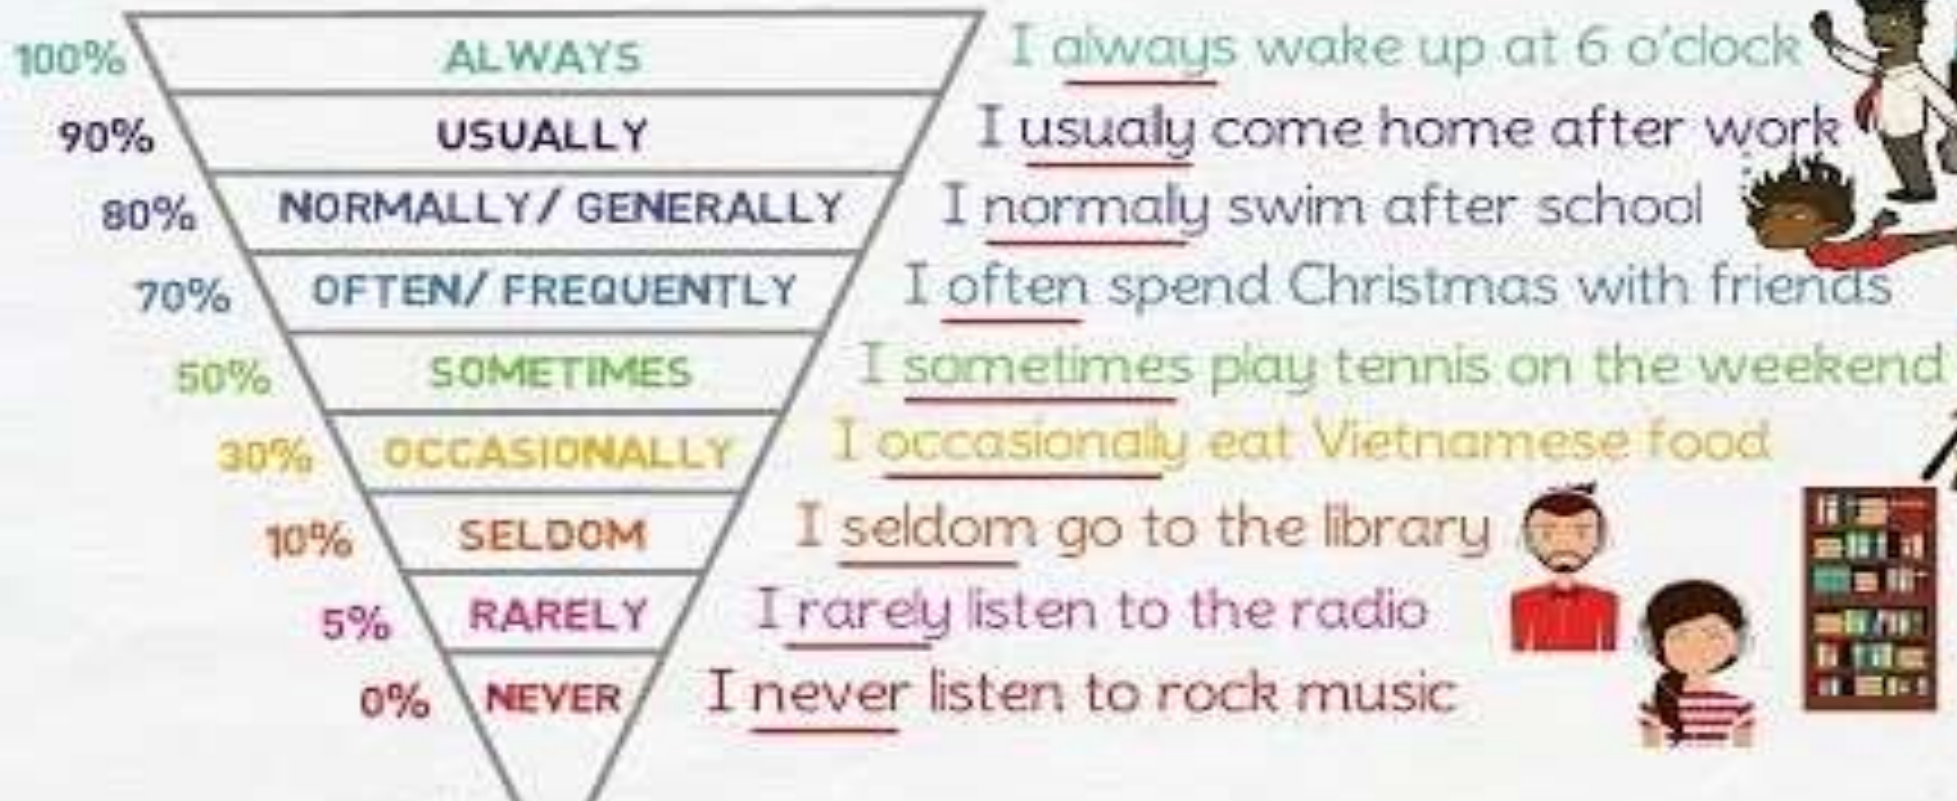 100% ALWAYS I always wake up at 6 o'clock
90% USUALLY I usualy come home after work
80% NORMALLY/ GENERALLY I normaly swim after school
70% OFTEN/ FREQUENTLY I often spend Christmas with friends
50% SOMETIMES I sometimes play tennis on the weekend
30% OCCASIONALLY I occasionally eat Vietnamese food
10% SELDOM I seldom go to the library
5% RARELY I rarely listen to the radio
0% NEVER I never listen to rock music